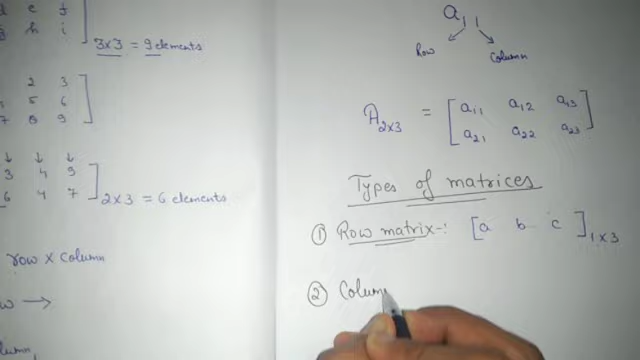 d e f
g h i
3x3 = 9 elements
2 3
5 6
7 8 9
↓ ↓ ↓
3 4 9
6 4 7
2x3 = 6 elements
row x column
→
a11
Row Column
A2x3 = [ a11 a12 a13
a21 a22 a23 ]
Types of matrices
① Row matrix-: [a b c]1x3
② Colum